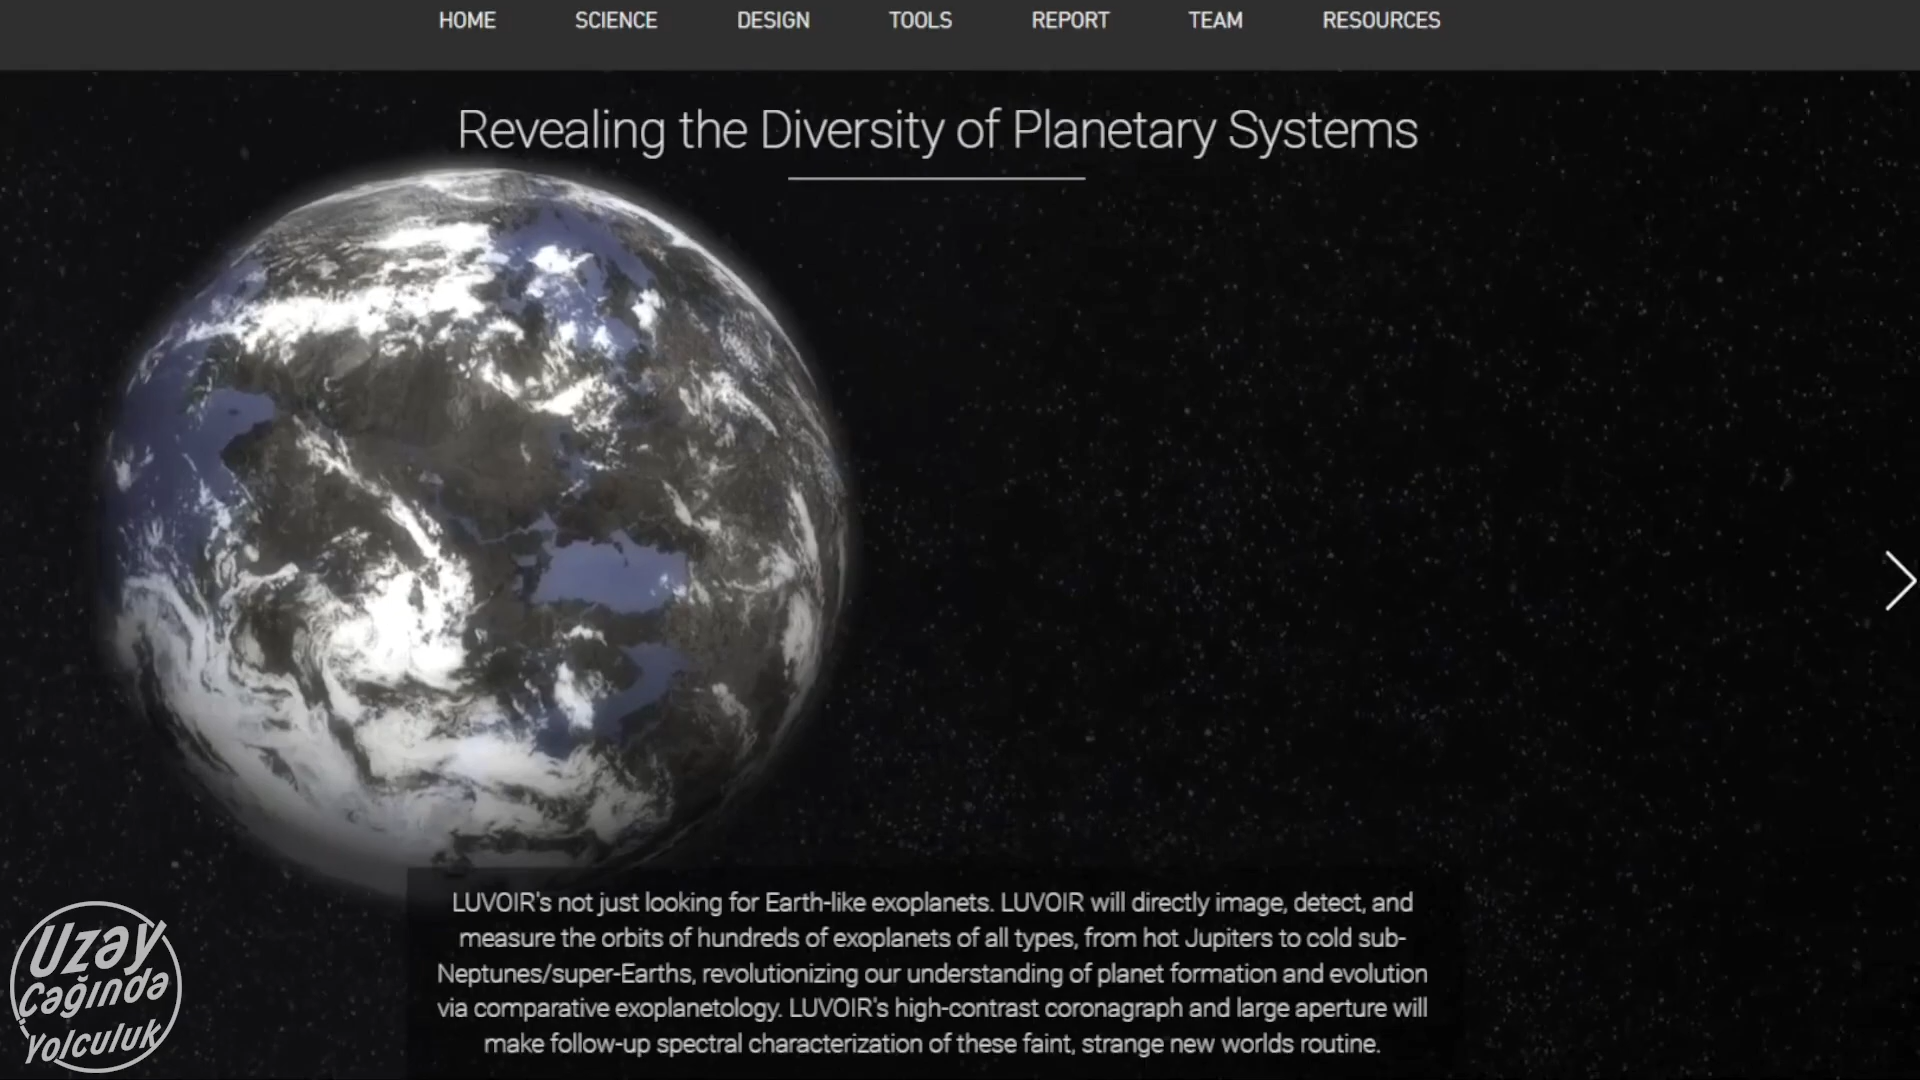 HOME SCIENCE DESIGN TOOLS REPORT TEAM RESOURCES
Revealing the Diversity of Planetary Systems
LUVOIR's not just looking for Earth-like exoplanets. LUVOIR will directly image, detect, and
measure the orbits of hundreds of exoplanets of all types, from hot Jupiters to cold sub-
Neptunes/super-Earths, revolutionizing our understanding of planet formation and evolution
via comparative exoplanetology. LUVOIR's high-contrast coronagraph and large aperture will
make follow-up spectral characterization of these faint, strange new worlds routine.
Uzay
Çağında
Yolculuk